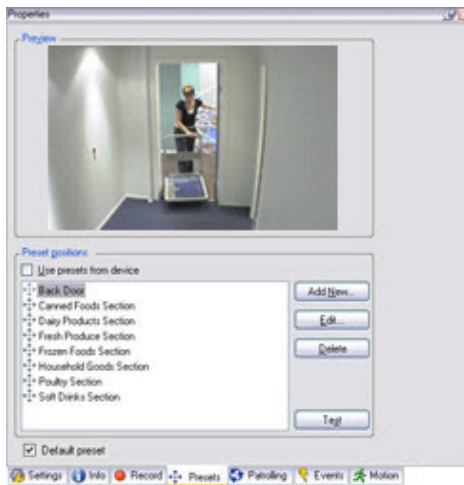 Properties
Preview
Preset positions
Use presets from device
Back Door
Canned Foods Section
Dairy Products Section
Fresh Produce Section
Frozen Foods Section
Household Goods Section
Poultry Section
Soft Drinks Section
Add New...
Edit...
Delete
Test
Default preset
Settings
Info
Record
Presets
Patrolling
Events
Motion